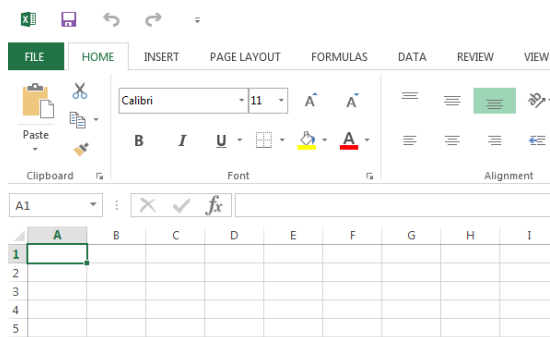 FILE HOME INSERT PAGE LAYOUT FORMULAS DATA REVIEW VIEW
Calibri 11 A A
Paste B I U A
Clipboard Font Alignment
A1 fx
A B C D E F G H I
1
2
3
4
5